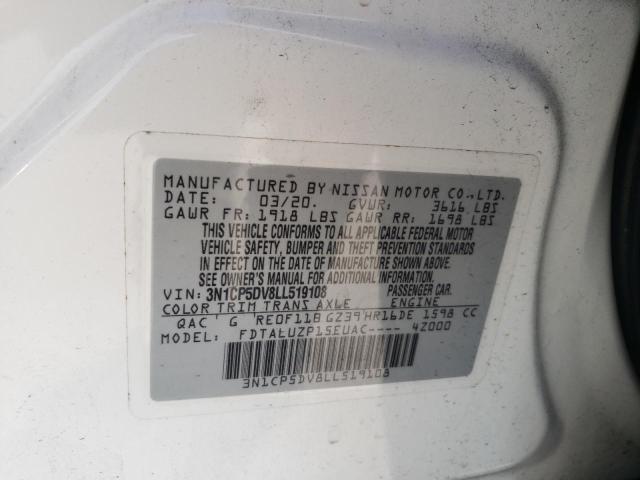 MANUFACTURED BY NISSAN MOTOR CO.,LTD.
DATE: 03/20. GVWR: 3616 LBS
GAWR FR: 1918 LBS GAWR RR: 1698 LBS
THIS VEHICLE CONFORMS TO ALL APPLICABLE FEDERAL MOTOR
VEHICLE SAFETY, BUMPER AND THEFT PREVENTION STANDARDS
IN EFFECT ON THE DATE OF MANUFACTURE SHOWN ABOVE.
SEE OWNER'S MANUAL FOR ADDITIONAL INFORMATION.
VIN: 3N1CP5DV8LL519108 PASSENGER CAR.
COLOR TRIM TRANS AXLE ENGINE
QAC G RE0F11B GZ39 HR16DE 1598 CC
MODEL: FDTALUZP15EUAC---- 4Z000
3N1CP5DV8LL519108